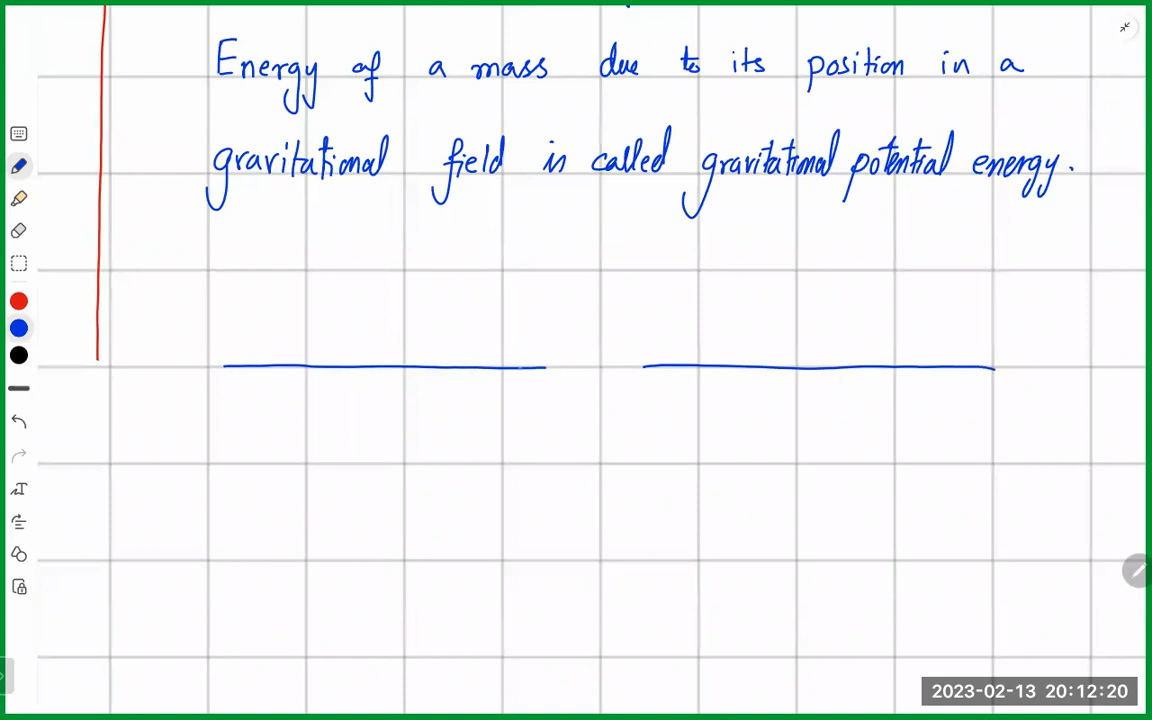 Energy of a mass due to its position in a
gravitational field is called gravitational potential energy.
2023-02-13 20:12:20